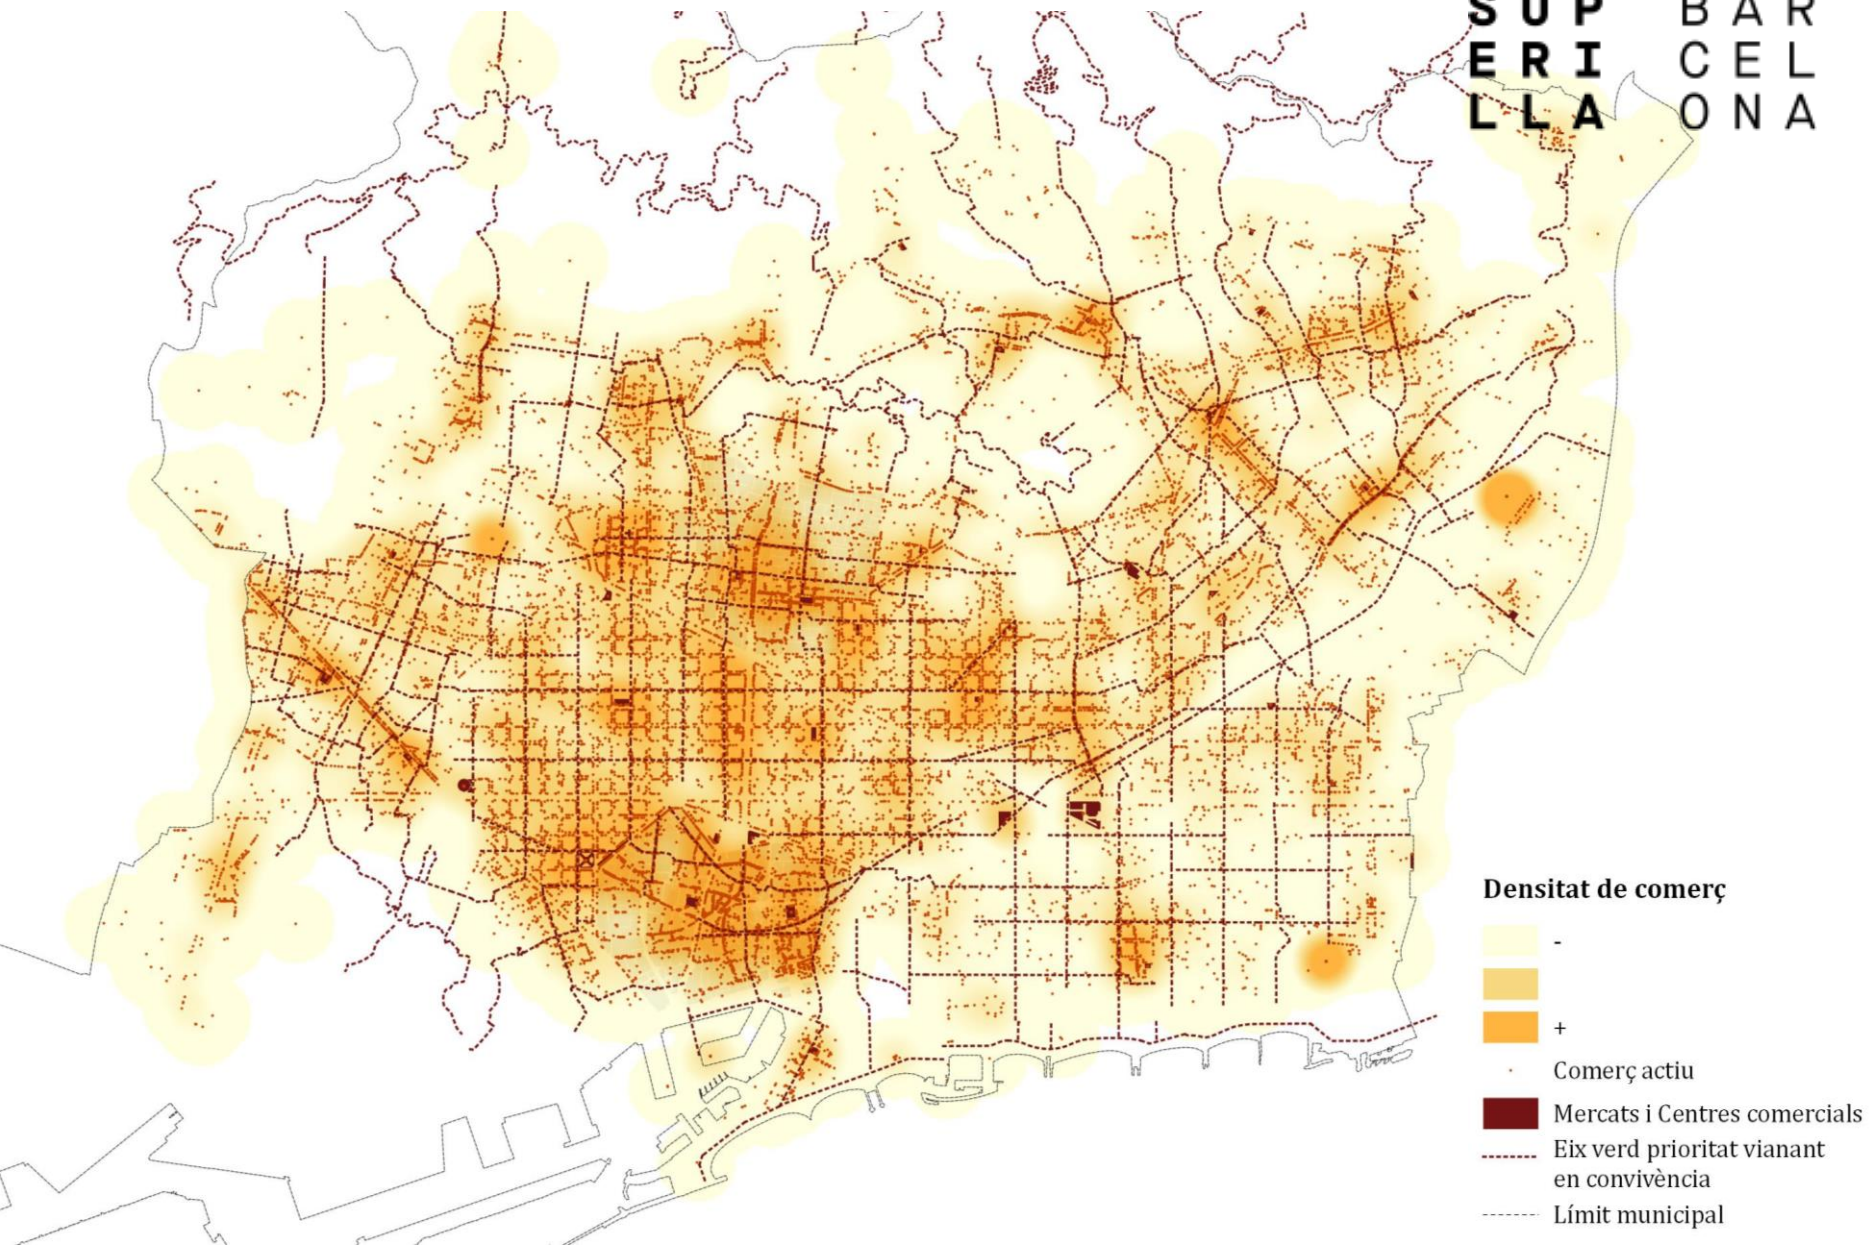 SUP BAR
ERI CEL
LLA ONA
Densitat de comerç
-
+
Comerç actiu
Mercats i Centres comercials
Eix verd prioritat vianant
en convivència
Límit municipal